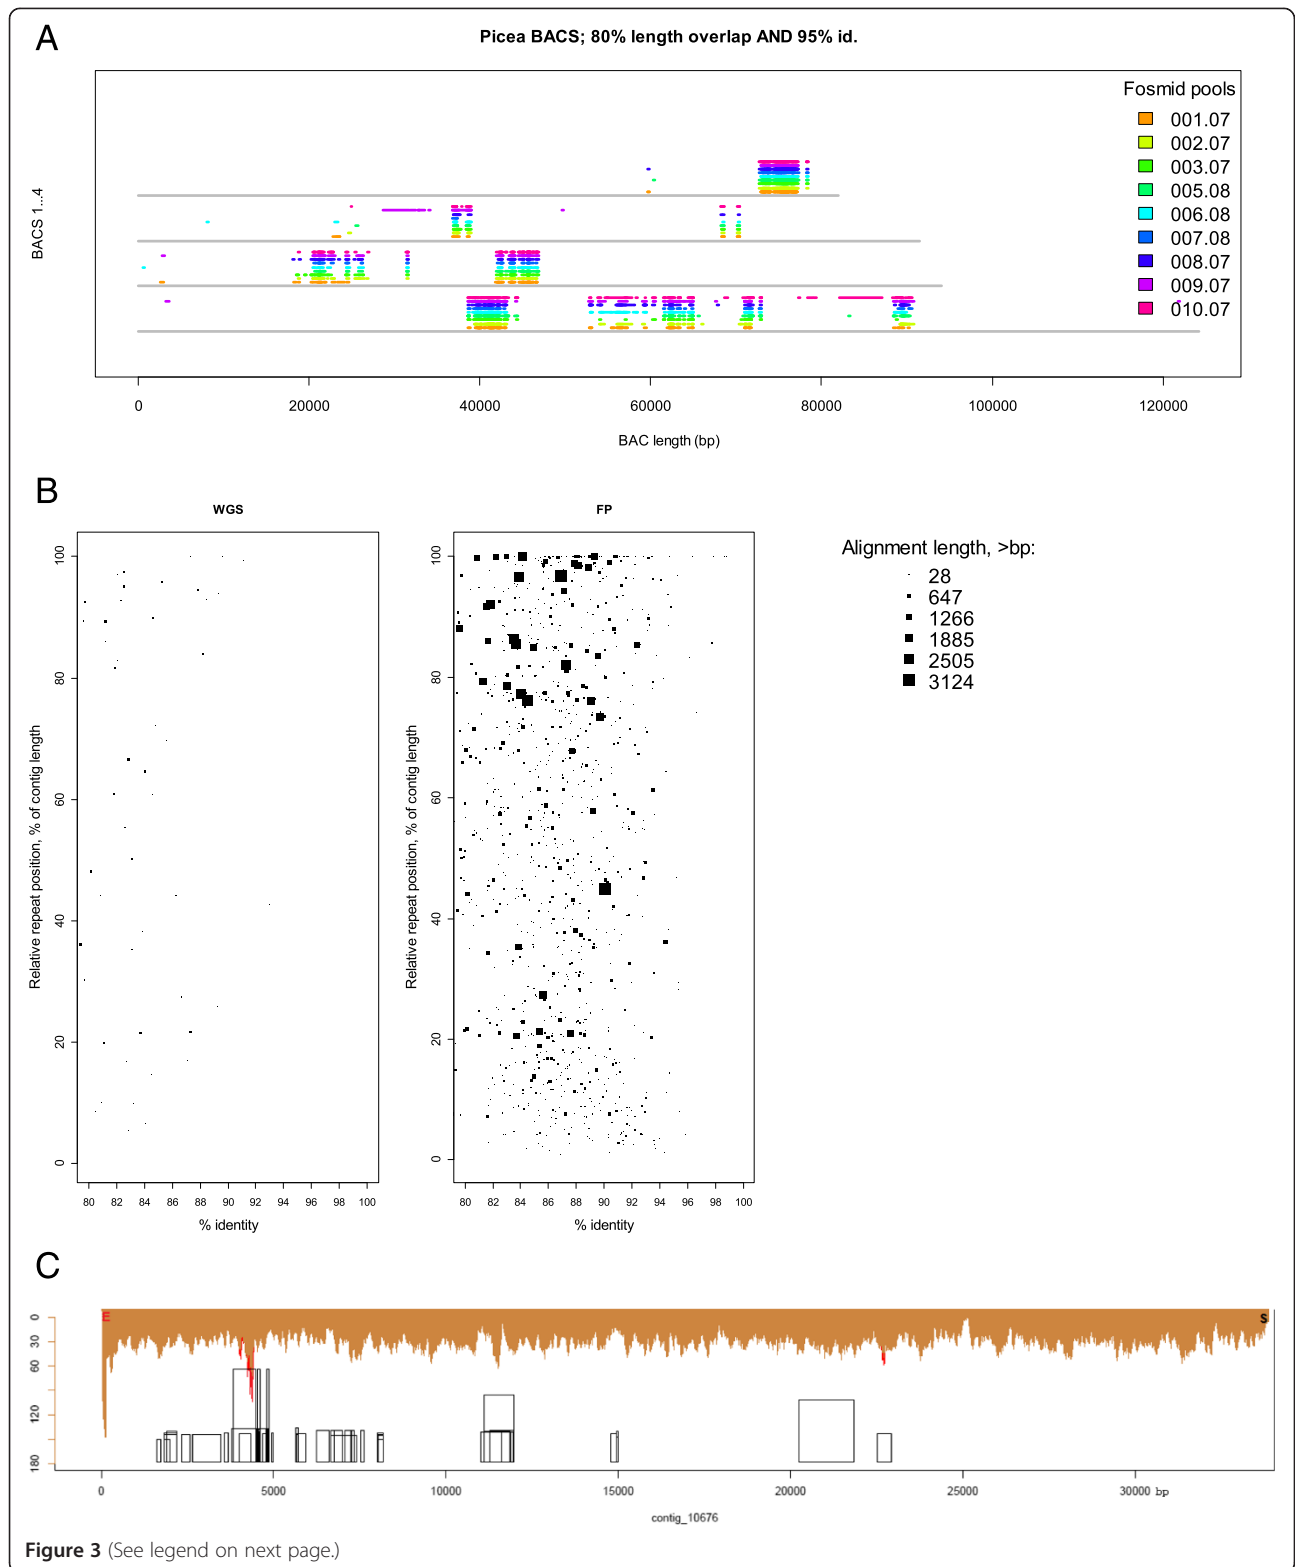 A
Picea BACS; 80% length overlap AND 95% id.
BACS 1...4
Fosmid pools
001.07
002.07
003.07
005.08
006.08
007.08
008.07
009.07
010.07
0 20000 40000 60000 80000 100000 120000
BAC length (bp)
B
WGS
FP
Relative repeat position, % of contig length
100
80
60
40
20
0
80 82 84 86 88 90 92 94 96 98 100
% identity
Relative repeat position, % of contig length
100
80
60
40
20
0
80 82 84 86 88 90 92 94 96 98 100
% identity
Alignment length, >bp:
28
647
1266
1885
2505
3124
C
E
S
0
30
60
120
180
0 5000 10000 15000 20000 25000 30000 bp
contig_10676
Figure 3 (See legend on next page.)